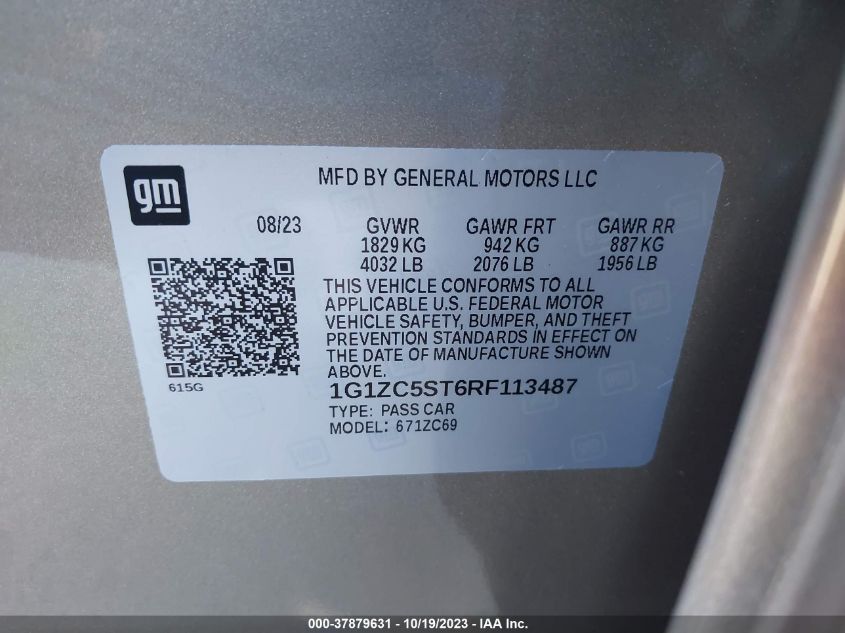 gm
MFD BY GENERAL MOTORS LLC
08/23 GVWR GAWR FRT GAWR RR
1829 KG 942 KG 887 KG
4032 LB 2076 LB 1956 LB
THIS VEHICLE CONFORMS TO ALL
APPLICABLE U.S. FEDERAL MOTOR
VEHICLE SAFETY, BUMPER, AND THEFT
PREVENTION STANDARDS IN EFFECT ON
THE DATE OF MANUFACTURE SHOWN
ABOVE.
615G
1G1ZC5ST6RF113487
TYPE: PASS CAR
MODEL: 671ZC69
000-37879631 - 10/19/2023 - IAA Inc.